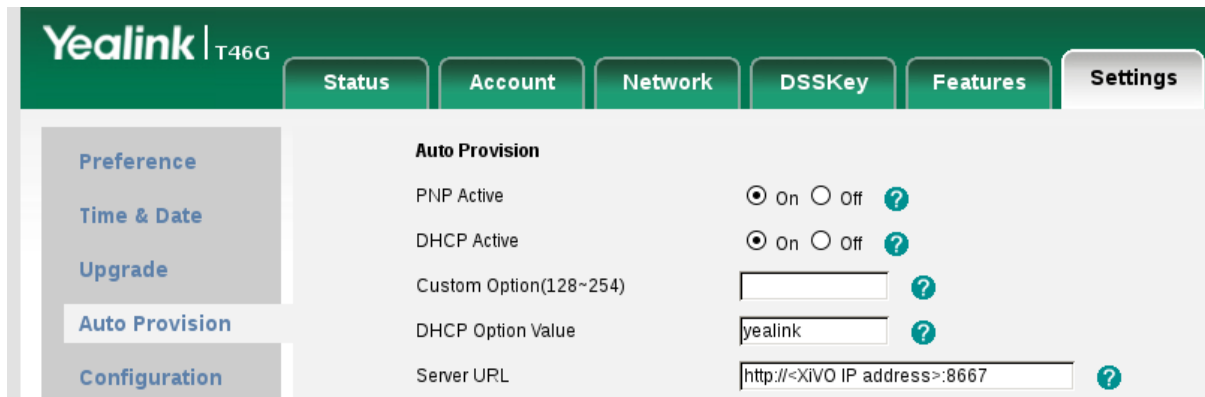 Yealink | T46G
Status Account Network DSSKey Features Settings
Preference
Time & Date
Upgrade
Auto Provision
Configuration
Auto Provision
PNP Active On Off ?
DHCP Active On Off ?
Custom Option(128~254) ?
DHCP Option Value yealink ?
Server URL http://<XiVO IP address>:8667 ?